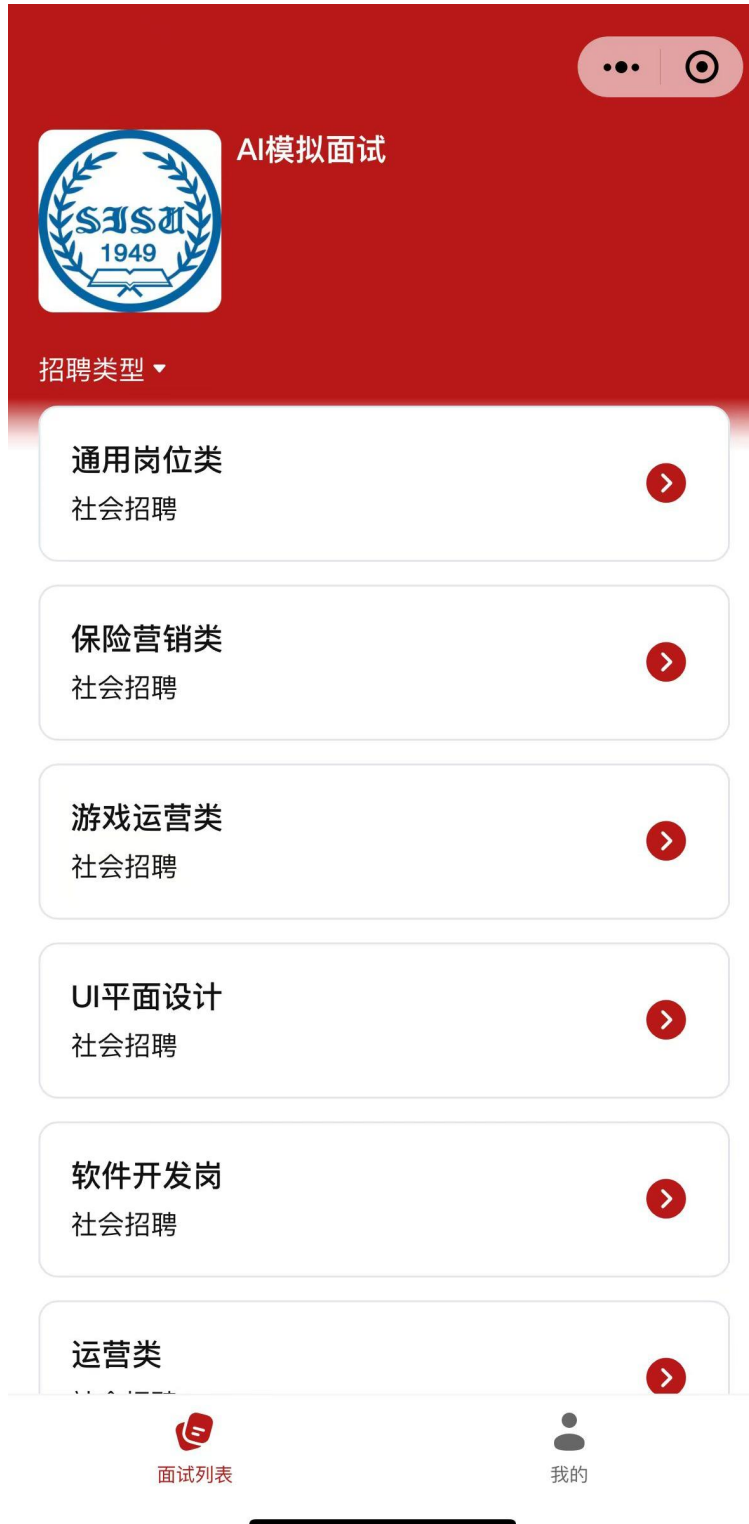 AI模拟面试
SISU
1949
招聘类型
通用岗位类
社会招聘
保险营销类
社会招聘
游戏运营类
社会招聘
UI平面设计
社会招聘
软件开发岗
社会招聘
运营类
面试列表
我的